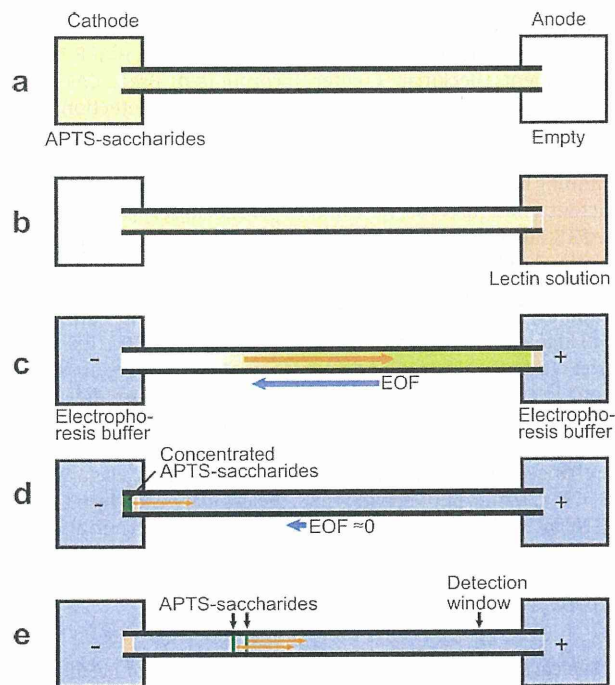 Cathode
Anode
a
APTS-saccharides
Empty
b
Lectin solution
c
-
+
EOF
Electropho-
resis buffer
Electropho-
resis buffer
Concentrated
APTS-saccharides
d
-
+
EOF ≈0
APTS-saccharides
Detection
window
e
-
+